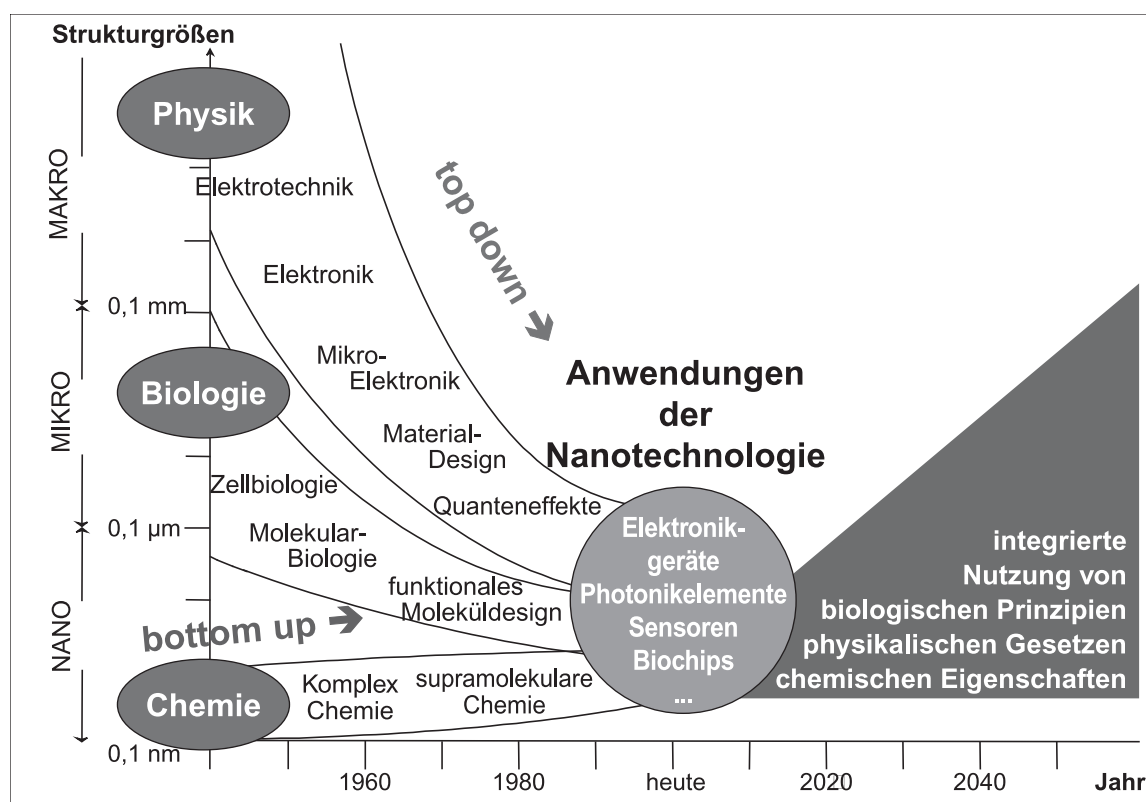 Strukturgrößen
Physik
MAKRO
Elektrotechnik
top down
Elektronik
0,1 mm
Mikro-
Elektronik
Anwendungen
der
Nanotechnologie
MIKRO
Biologie
Material-
Design
Zellbiologie
Quanteneffekte
0,1 µm
Molekular-
Biologie
funktionales
Moleküldesign
Elektronik-
geräte
Photonikelemente
Sensoren
Biochips
...
integrierte
Nutzung von
biologischen Prinzipien
physikalischen Gesetzen
chemischen Eigenschaften
NANO
bottom up
Chemie
Komplex
Chemie
supramolekulare
Chemie
0,1 nm
1960 1980 heute 2020 2040 Jahr